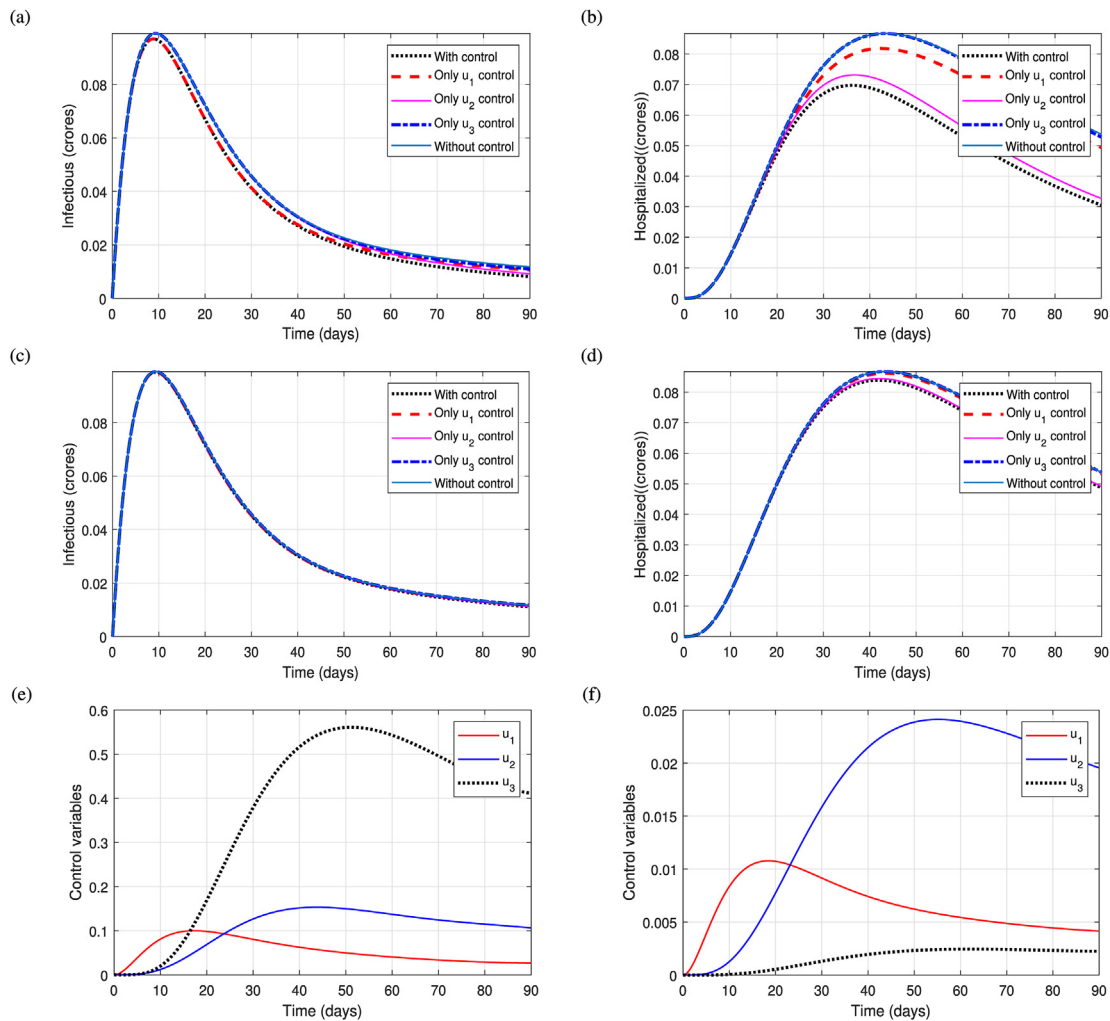 (a)
Infectious (crores)
0.08
0.06
0.04
0.02
0
With control
Only u1 control
Only u2 control
Only u3 control
Without control
0 10 20 30 40 50 60 70 80 90
Time (days)
(b)
Hospitalized((crores))
0.08
0.07
0.06
0.05
0.04
0.03
0.02
0.01
0
With control
Only u1 control
Only u2 control
Only u3 control
Without control
0 10 20 30 40 50 60 70 80 90
Time (days)
(c)
Infectious (crores)
0.08
0.06
0.04
0.02
0
With control
Only u1 control
Only u2 control
Only u3 control
Without control
0 10 20 30 40 50 60 70 80 90
Time (days)
(d)
Hospitalized((crores))
0.08
0.07
0.06
0.05
0.04
0.03
0.02
0.01
0
With control
Only u1 control
Only u2 control
Only u3 control
Without control
0 10 20 30 40 50 60 70 80 90
Time (days)
(e)
Control variables
0.6
0.5
0.4
0.3
0.2
0.1
0
u1
u2
u3
0 10 20 30 40 50 60 70 80 90
Time (days)
(f)
Control variables
0.025
0.02
0.015
0.01
0.005
0
u1
u2
u3
0 10 20 30 40 50 60 70 80 90
Time (days)